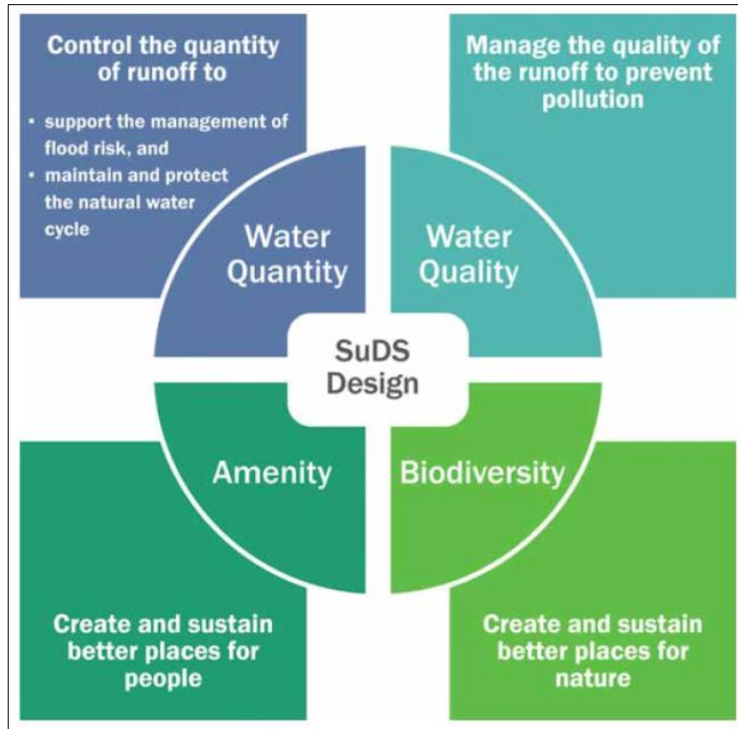 Control the quantity
of runoff to
• support the management of
flood risk, and
• maintain and protect
the natural water
cycle
Manage the quality of
the runoff to prevent
pollution
Water
Quantity
Water
Quality
SuDS
Design
Amenity
Biodiversity
Create and sustain
better places for
people
Create and sustain
better places for
nature